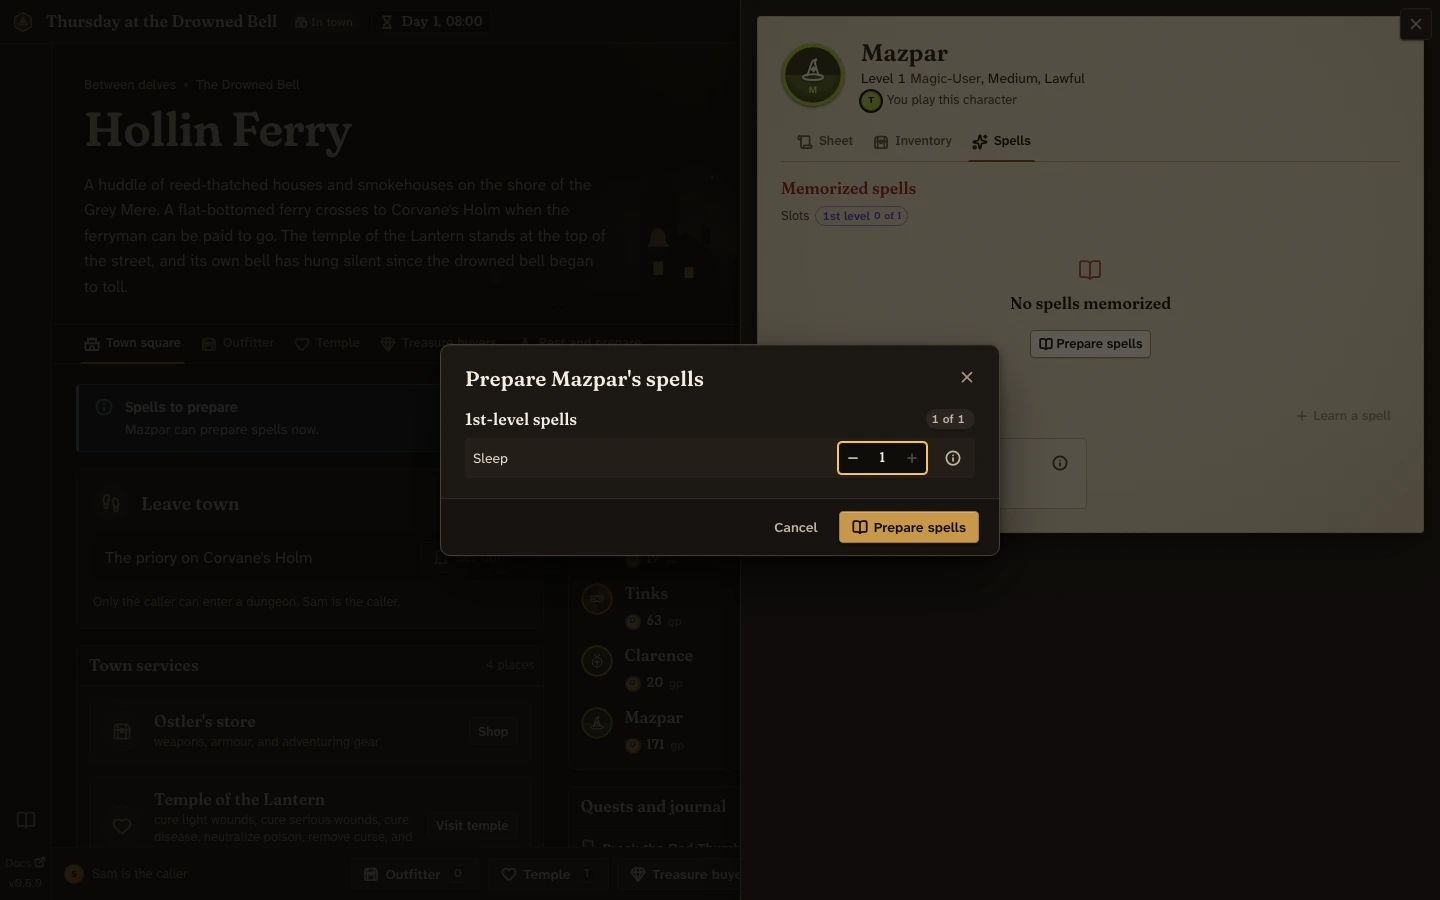 Thursday at the Drowned Bell
In town
Day 1, 08:00
Between delves • The Drowned Bell
Hollin Ferry
A huddle of reed-thatched houses and smokehouses on the shore of the
Grey Mere. A flat-bottomed ferry crosses to Corvane's Holm when the
ferryman can be paid to go. The temple of the Lantern stands at the top of
the street, and its own bell has hung silent since the drowned bell began
to toll.
Town square
Outfitter
Temple
Treasure buyers
Rest and prepare
Spells to prepare
Mazpar can prepare spells now.
Leave town
The priory on Corvane's Holm
Only the caller can enter a dungeon. Sam is the caller.
Town services
4 places
Ostler's store
weapons, armour, and adventuring gear
Shop
Temple of the Lantern
cure light wounds, cure serious wounds, cure
disease, neutralize poison, remove curse, and
Visit temple
Tinks
63 gp
Clarence
20 gp
Mazpar
171 gp
Quests and journal
Docs
v0.6.9
S
Sam is the caller
Outfitter O
Temple T
Treasure buye
Mazpar
Level 1 Magic-User, Medium, Lawful
M
T
You play this character
Sheet
Inventory
Spells
Memorized spells
Slots
1st level 0 of 1
No spells memorized
Prepare spells
+ Learn a spell
Prepare Mazpar's spells
1st-level spells
1 of 1
Sleep
− 1 +
Cancel
Prepare spells